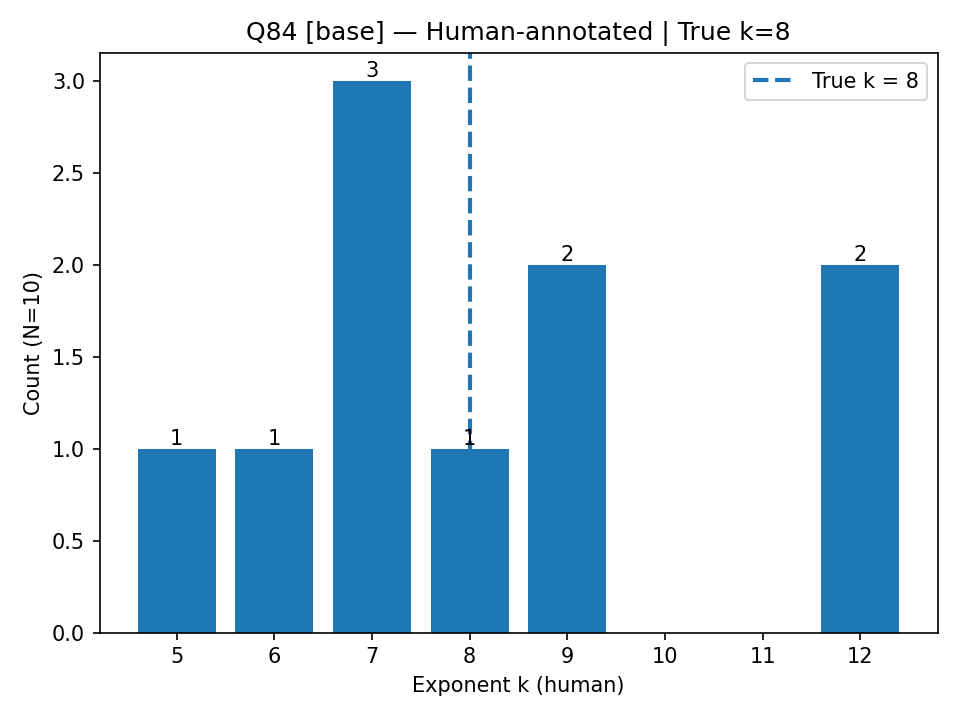 Q84 [base] — Human-annotated | True k=8
True k = 8
3.0
2.5
2.0
1.5
1.0
0.5
0.0
Count (N=10)
1
1
3
1
2
2
5 6 7 8 9 10 11 12
Exponent k (human)